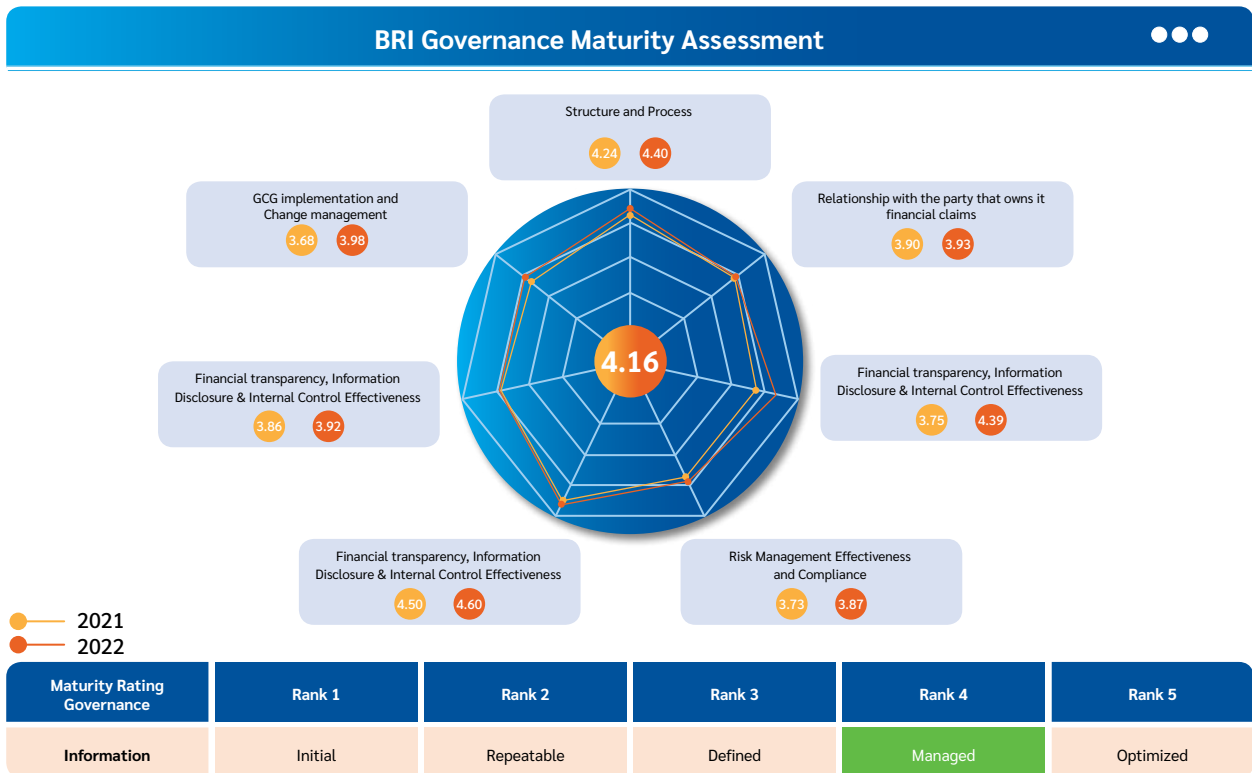 BRI Governance Maturity Assessment
Structure and Process
4.24 4.40
GCG implementation and
Change management
3.68 3.98
Relationship with the party that owns it
financial claims
3.90 3.93
4.16
Financial transparency, Information
Disclosure & Internal Control Effectiveness
3.86 3.92
Financial transparency, Information
Disclosure & Internal Control Effectiveness
3.75 4.39
Financial transparency, Information
Disclosure & Internal Control Effectiveness
4.50 4.60
Risk Management Effectiveness
and Compliance
3.73 3.87
2021
2022
Maturity Rating
Governance
Rank 1
Rank 2
Rank 3
Rank 4
Rank 5
Information
Initial
Repeatable
Defined
Managed
Optimized